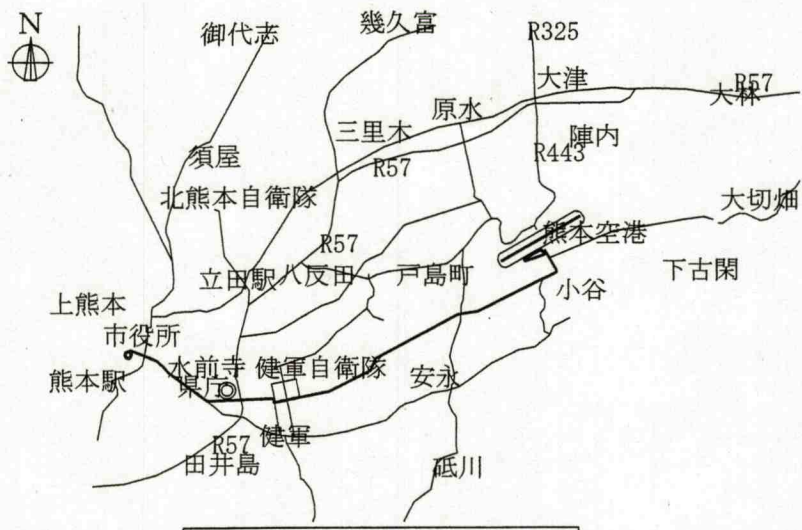 N
御代志
幾久富
R325
大津
R57
大林
原水
三里木
陣内
R443
須屋
R57
北熊本自衛隊
大切畑
熊本空港
R57
立田駅
八反田
戸島町
下古閑
小谷
上熊本
市役所
水前寺
健軍自衛隊
熊本駅
県庁
安永
健軍
R57
田井島
砥川